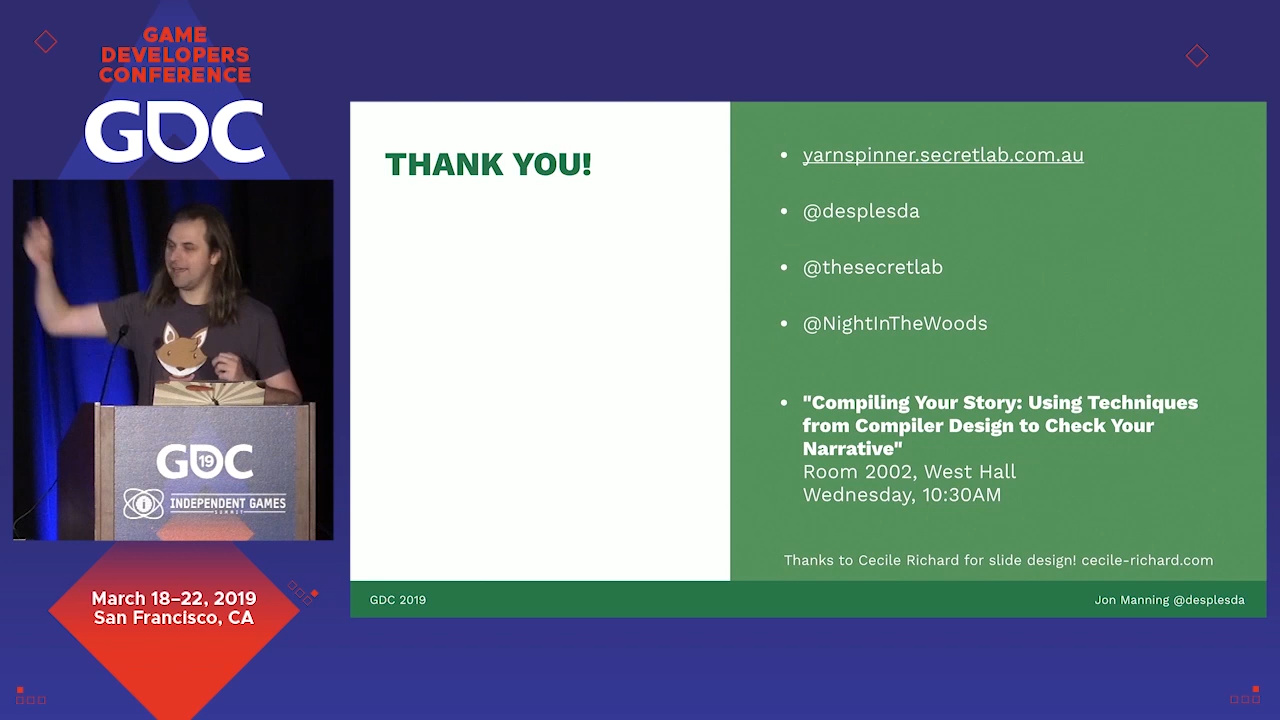 GAME
DEVELOPERS
CONFERENCE
GDC
THANK YOU!
yarnspinner.secretlab.com.au
@desplesda
@thesecretlab
@NightInTheWoods
"Compiling Your Story: Using Techniques
from Compiler Design to Check Your
Narrative"
Room 2002, West Hall
Wednesday, 10:30AM
Thanks to Cecile Richard for slide design! cecile-richard.com
GDC 2019
Jon Manning @desplesda
GDC
19
INDEPENDENT GAMES
SUMMIT
March 18–22, 2019
San Francisco, CA